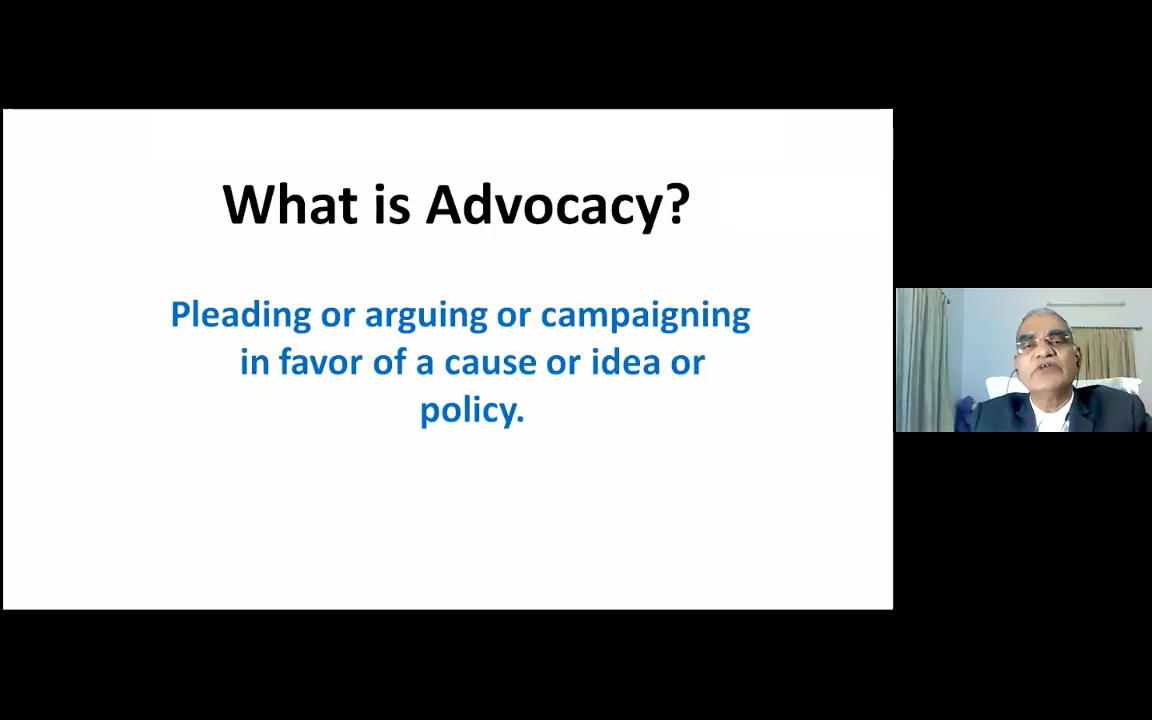 What is Advocacy?
Pleading or arguing or campaigning
in favor of a cause or idea or
policy.